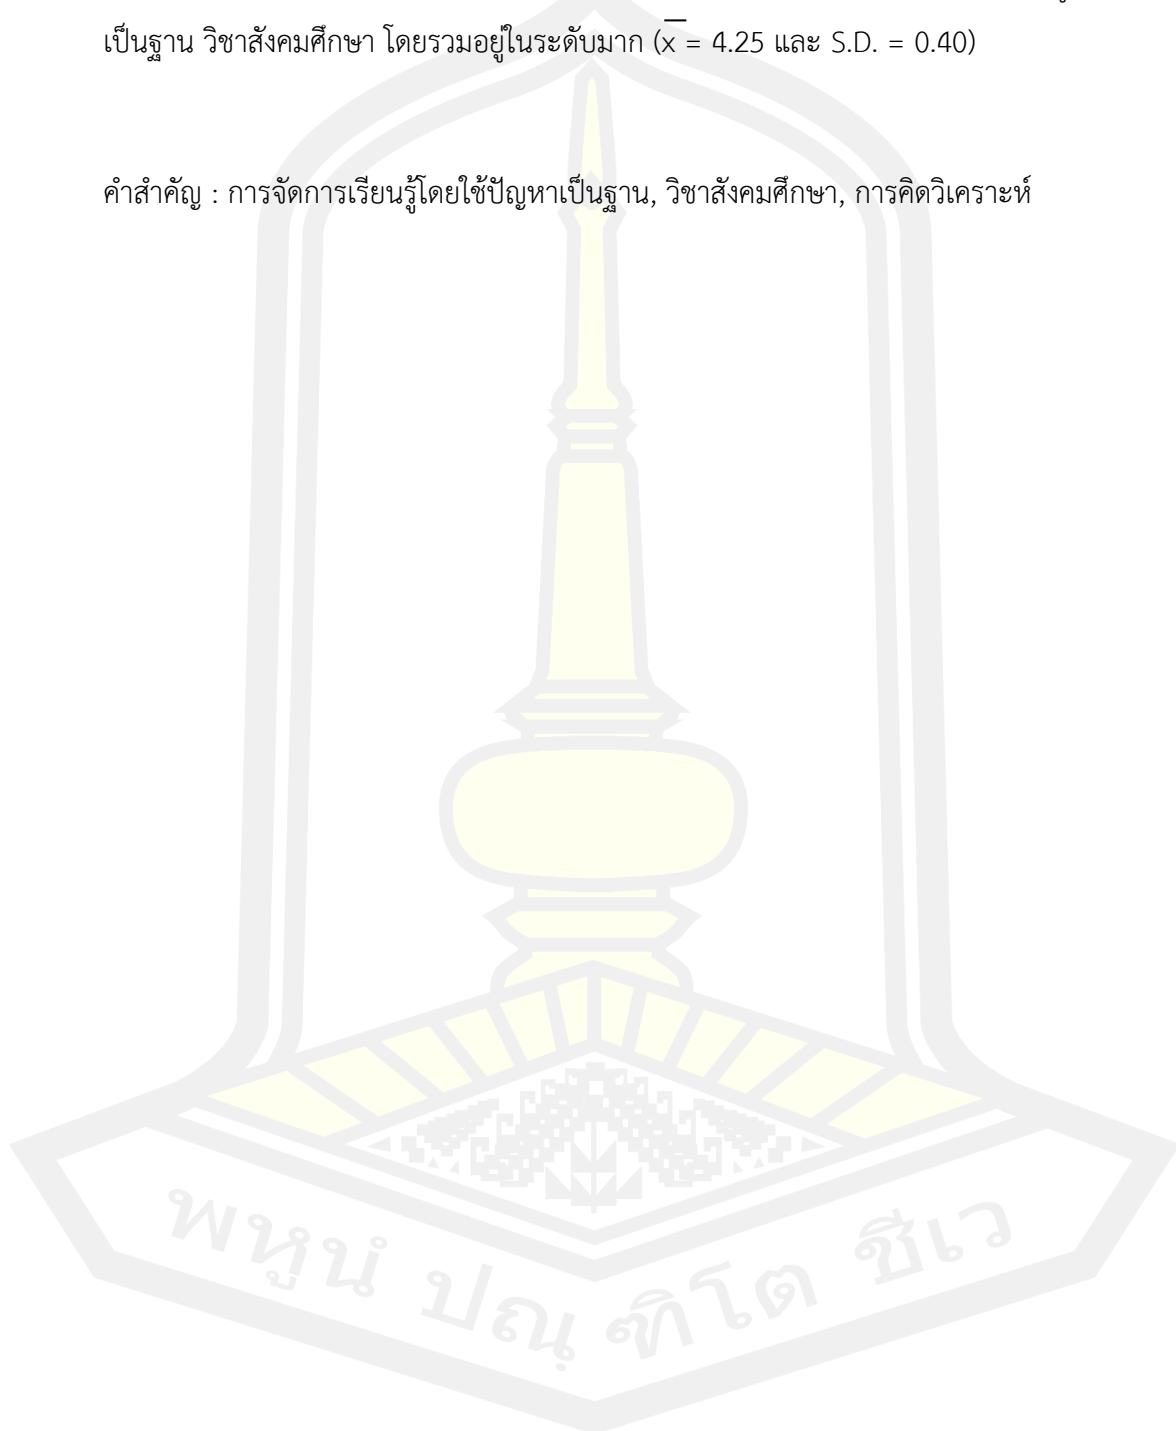 เป็นฐาน วิชาสังคมศึกษา โดยรวมอยู่ในระดับมาก (x̅ = 4.25 และ S.D. = 0.40)
คำสำคัญ : การจัดการเรียนรู้โดยใช้ปัญหาเป็นฐาน, วิชาสังคมศึกษา, การคิดวิเคราะห์
พหูนํ ปณฺฑิโต ชีเว